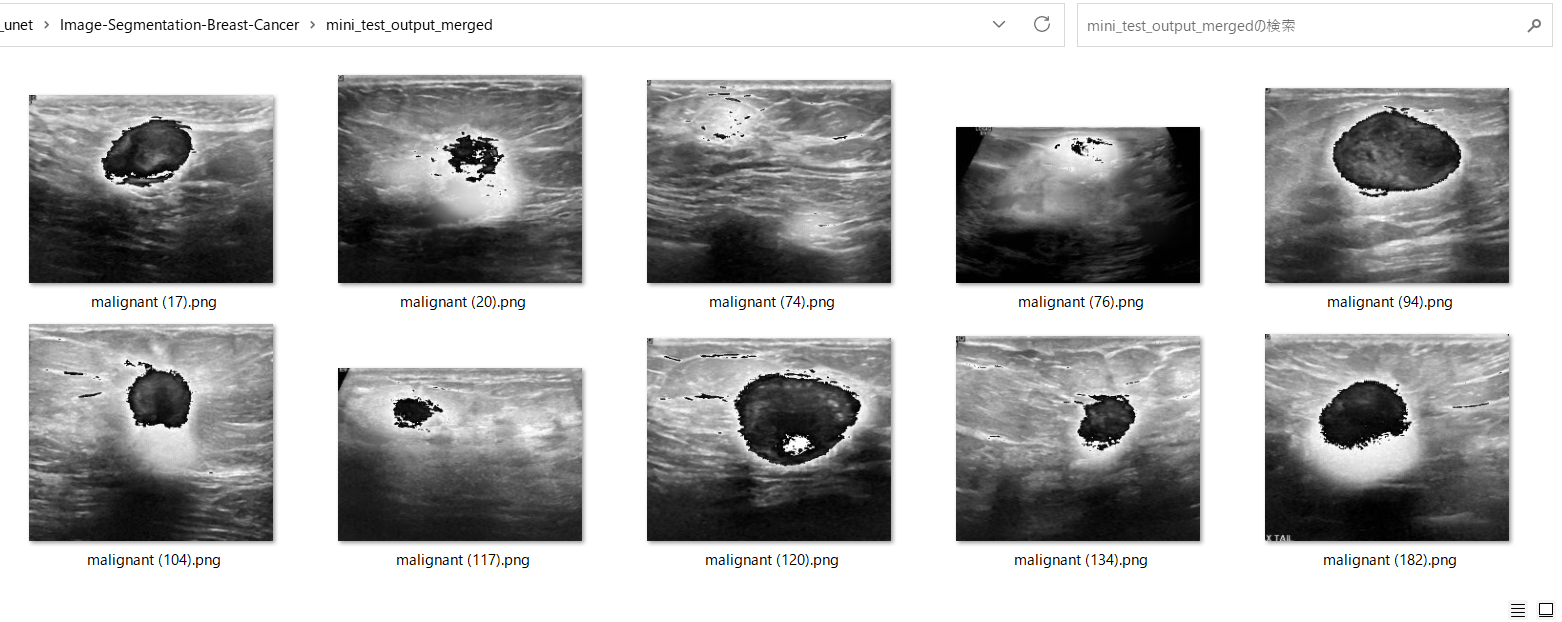 _unet > Image-Segmentation-Breast-Cancer > mini_test_output_merged
mini_test_output_mergedの検索
malignant (17).png
malignant (20).png
malignant (74).png
malignant (76).png
malignant (94).png
X TAIL
malignant (104).png
malignant (117).png
malignant (120).png
malignant (134).png
malignant (182).png